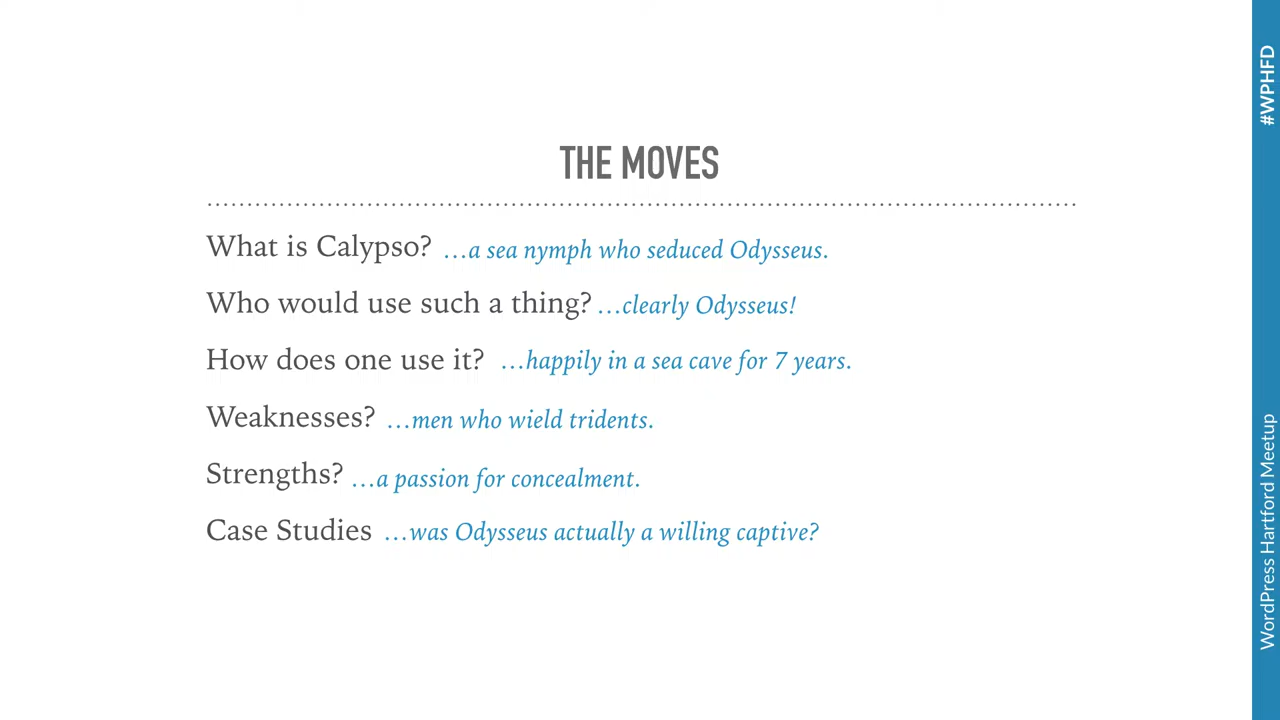 THE MOVES
What is Calypso? …a sea nymph who seduced Odysseus.
Who would use such a thing? …clearly Odysseus!
How does one use it? …happily in a sea cave for 7 years.
Weaknesses? …men who wield tridents.
Strengths? …a passion for concealment.
Case Studies …was Odysseus actually a willing captive?
#WPHFD
WordPress Hartford Meetup